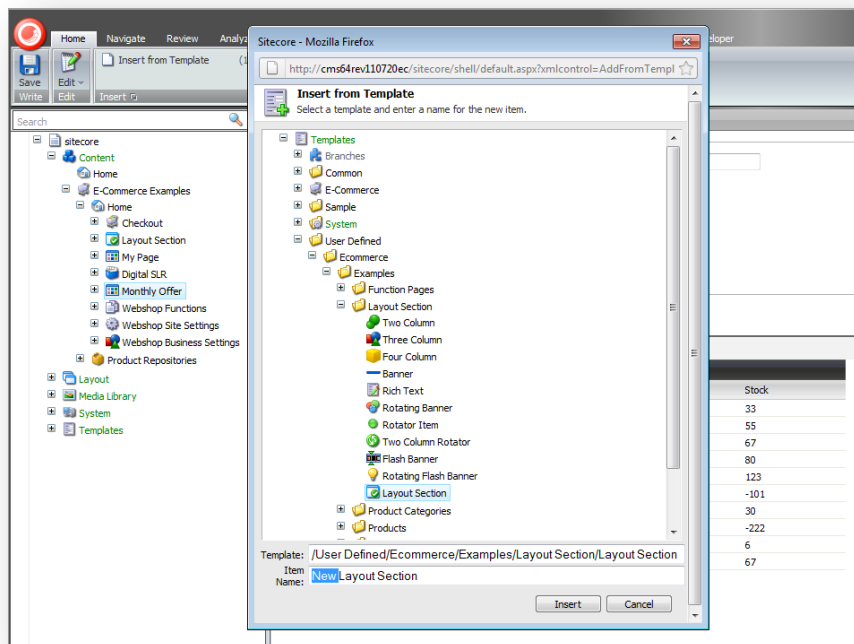 Home Navigate Review Analyz
eloper
Save
Write
Edit
Edit
Insert from Template (1
Insert
Search
sitecore
Content
Home
E-Commerce Examples
Home
Checkout
Layout Section
My Page
Digital SLR
Monthly Offer
Webshop Functions
Webshop Site Settings
Webshop Business Settings
Product Repositories
Layout
Media Library
System
Templates
Sitecore - Mozilla Firefox
http://cms64rev110720ec/sitecore/shell/default.aspx?xmlcontrol=AddFromTempl
Insert from Template
Select a template and enter a name for the new item.
Templates
Branches
Common
E-Commerce
Sample
System
User Defined
Ecommerce
Examples
Function Pages
Layout Section
Two Column
Three Column
Four Column
Banner
Rich Text
Rotating Banner
Rotator Item
Two Column Rotator
Flash Banner
Rotating Flash Banner
Layout Section
Product Categories
Products
Template: /User Defined/Ecommerce/Examples/Layout Section/Layout Section
Item Name: New Layout Section
Insert Cancel
Stock
33
55
67
80
123
-101
30
-222
6
67